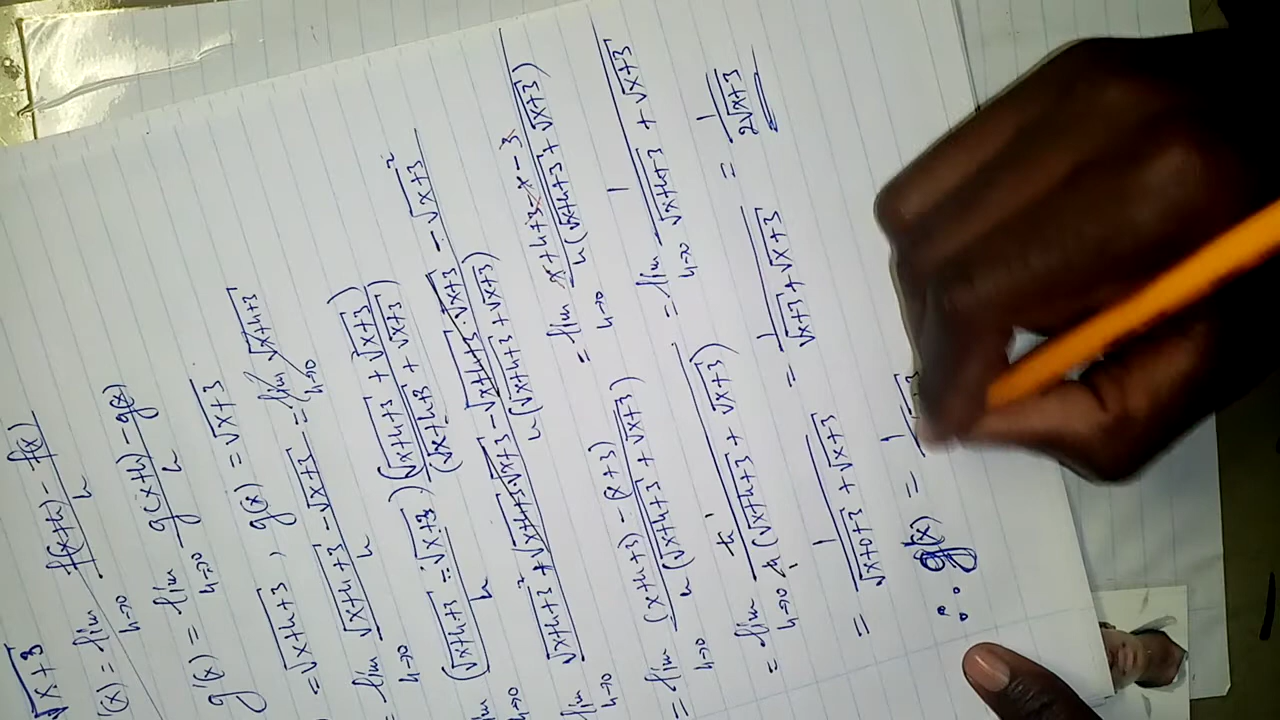 √x+3
'(x) = lim h→0 f(x+h) - f(x) / h
g'(x) = lim h→0 g(x+h) - g(x) / h
= √x+h+3 , g(x) = √x+3
= lim h→0 √x+h+3 - √x+3 / h = lim h→0 √x+h+3
lim h→0 (√x+h+3 - √x+3 / h) (√x+h+3 + √x+3) / (√x+h+3 + √x+3)
lim h→0 √x+h+3² + √x+h+3·√x+3 - √x+h+3·√x+3 - √x+3² / h(√x+h+3 + √x+3)
= lim h→0 (x+h+3) - (x+3) / h(√x+h+3 + √x+3) = lim h→0 x+h+3-x-3 / h(√x+h+3 + √x+3)
= lim h→0 h / h(√x+h+3 + √x+3) = lim h→0 1 / √x+h+3 + √x+3
= 1 / √x+0+3 + √x+3 = 1 / √x+3 + √x+3 = 1 / 2√x+3
∴ g'(x) = 1